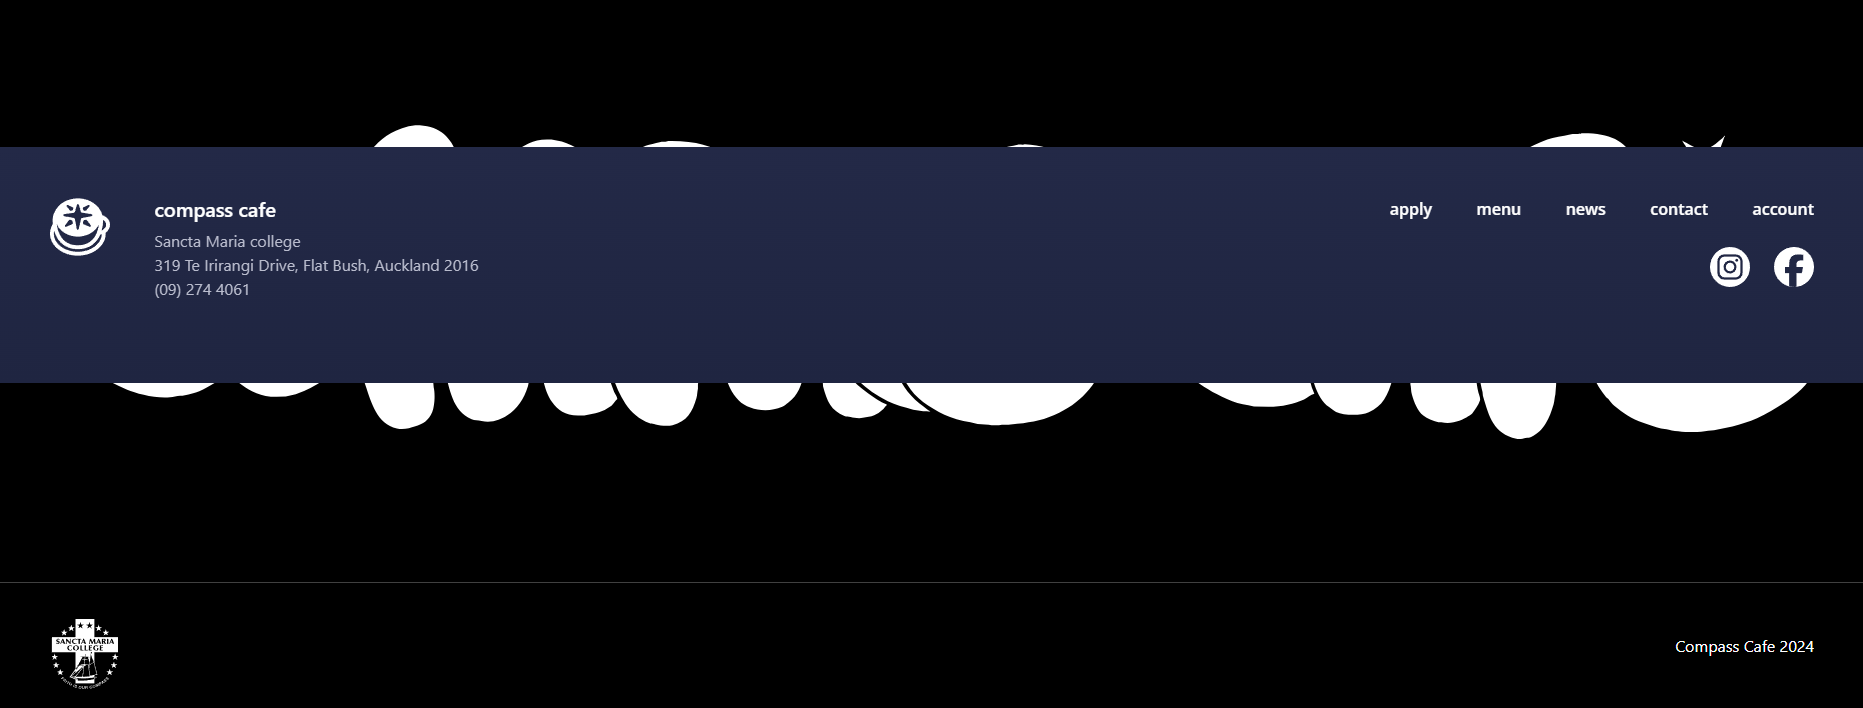 compass cafe
Sancta Maria college
319 Te Irirangi Drive, Flat Bush, Auckland 2016
(09) 274 4061
apply menu news contact account
SANCTA MARIA
COLLEGE
Compass Cafe 2024